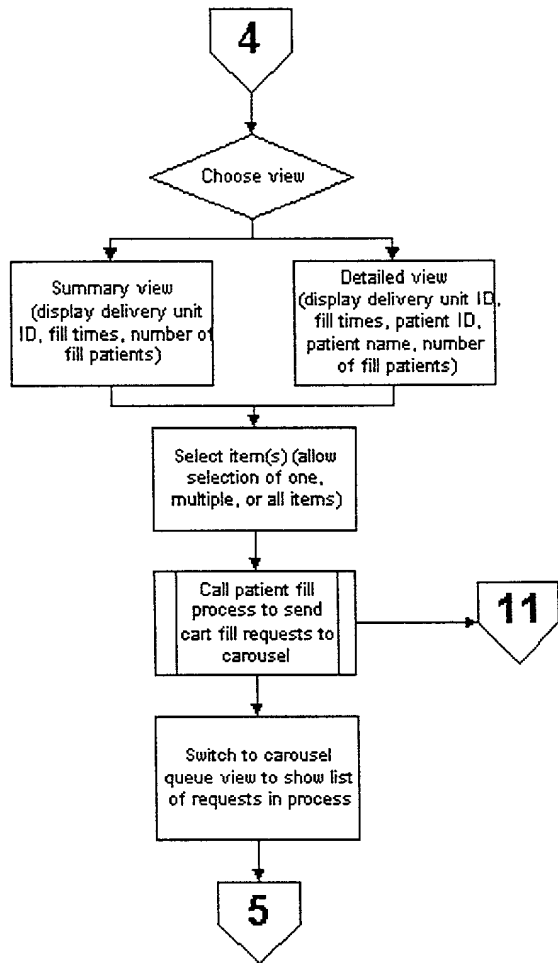 4
Choose view
Summary view
(display delivery unit
ID, fill times, number of
fill patients)
Detailed view
(display delivery unit ID,
fill times, patient ID,
patient name, number
of fill patients)
Select item(s) (allow
selection of one,
multiple, or all items)
Call patient fill
process to send
cart fill requests to
carousel
11
Switch to carousel
queue view to show list
of requests in process
5